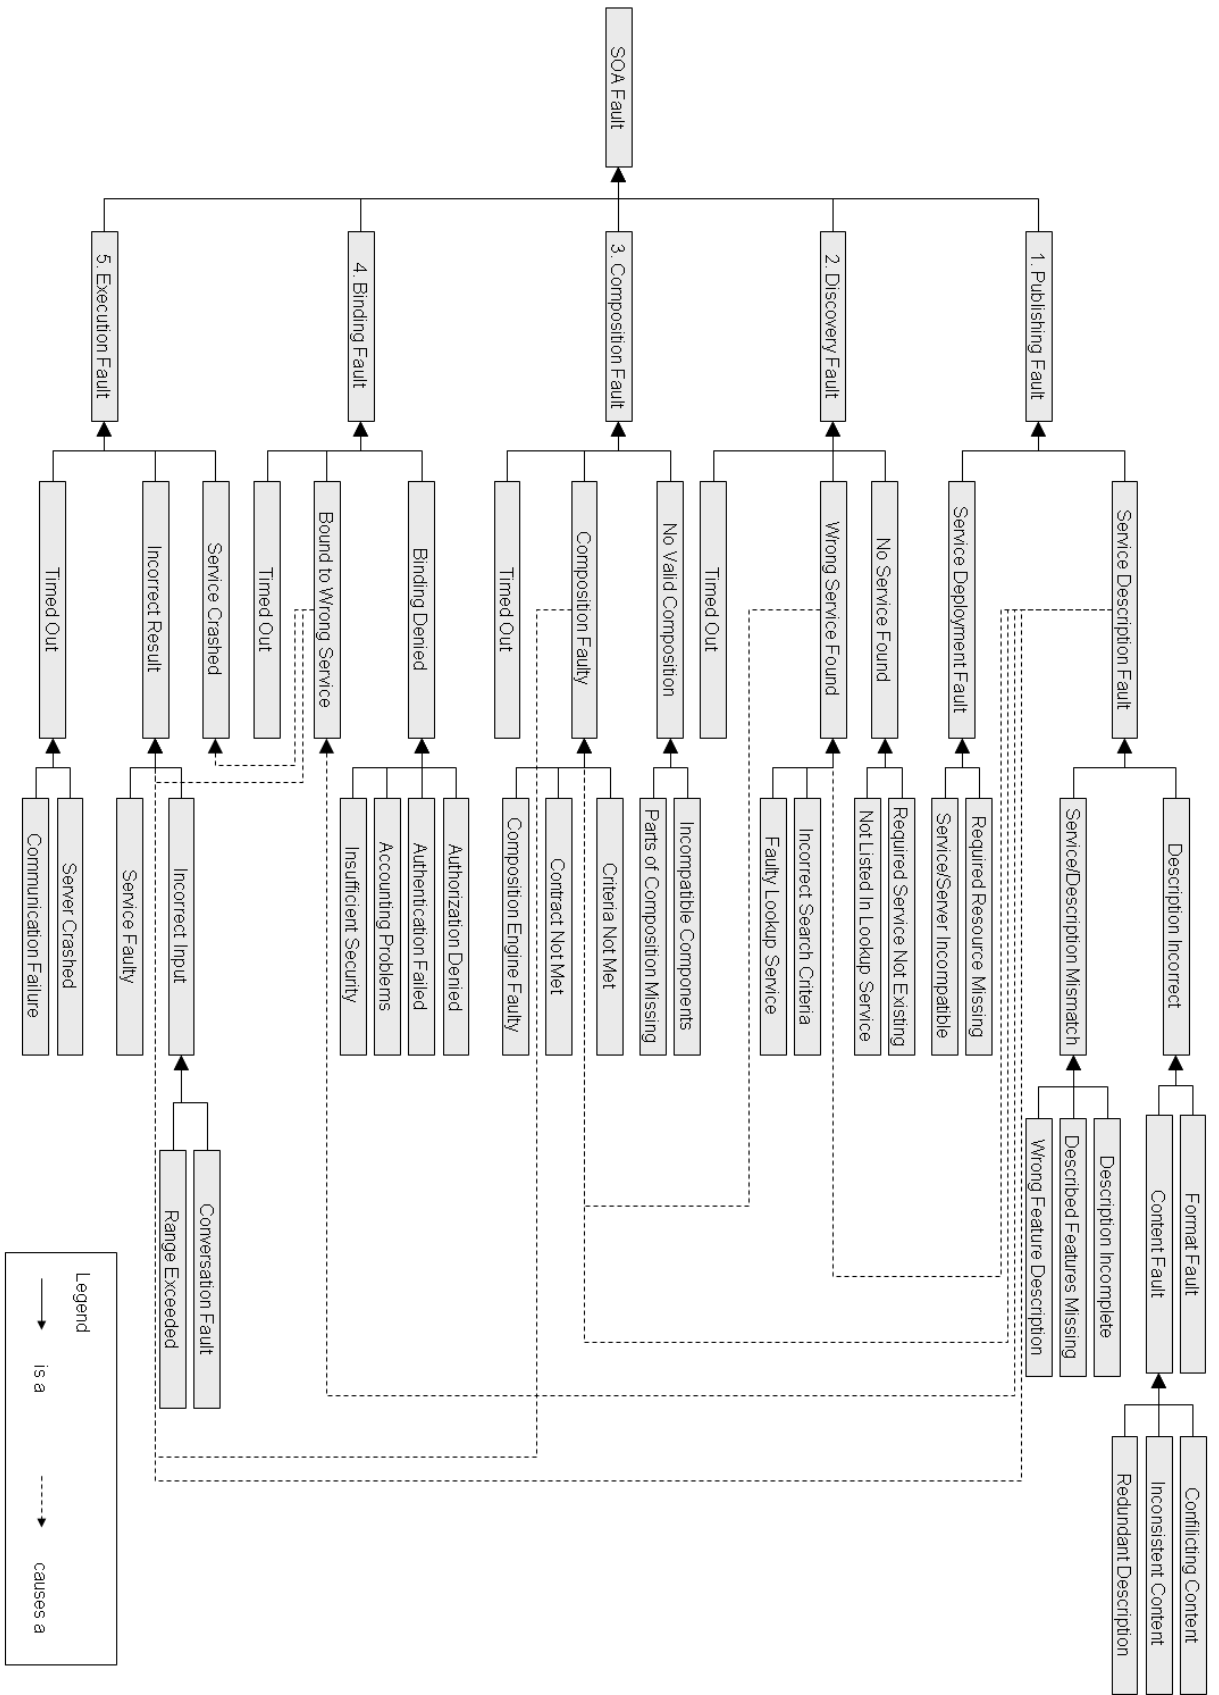 SOA Fault
1. Publishing Fault
Service Description Fault
Description Incorrect
Format Fault
Content Fault
Confilicting Content
Inconsistent Content
Redundant Description
Service/Description Mismatch
Description Incomplete
Described Features Missing
Wrong Feature Description
Service Deployment Fault
Required Resource Missing
Service/Server Incompatible
2. Discovery Fault
No Service Found
Required Service Not Existing
Not Listed In Lookup Service
Wrong Service Found
Incorrect Search Criteria
Faulty Lookup Service
Timed Out
3. Composition Fault
No Valid Composition
Incompatible Components
Parts of Composition Missing
Composition Faulty
Criteria Not Met
Contract Not Met
Composition Engine Faulty
Timed Out
4. Binding Fault
Binding Denied
Authorization Denied
Authentication Failed
Accounting Problems
Insufficient Security
Bound to Wrong Service
Timed Out
5. Execution Fault
Service Crashed
Incorrect Result
Incorrect Input
Conversation Fault
Range Exceeded
Service Faulty
Timed Out
Server Crashed
Communication Failure
Legend
is a
causes a